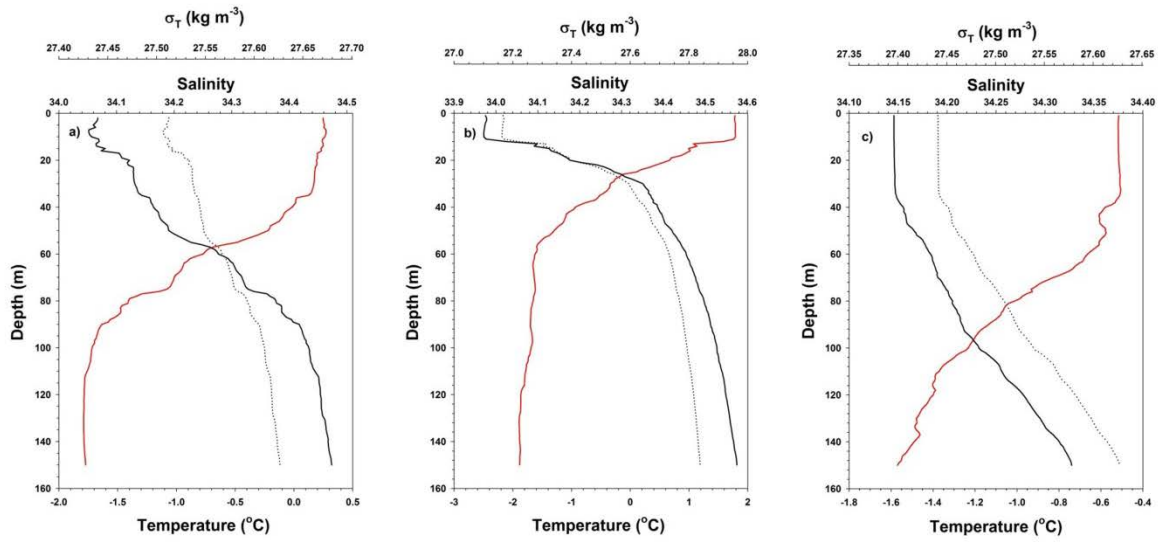 σT (kg m-3)
27.40 27.45 27.50 27.55 27.60 27.65 27.70
Salinity
34.0 34.1 34.2 34.3 34.4 34.5
a)
Depth (m)
0
20
40
60
80
100
120
140
160
-2.0 -1.5 -1.0 -0.5 0.0 0.5
Temperature (oC)
σT (kg m-3)
27.0 27.2 27.4 27.6 27.8 28.0
Salinity
33.9 34.0 34.1 34.2 34.3 34.4 34.5 34.6
b)
Depth (m)
0
20
40
60
80
100
120
140
160
-3 -2 -1 0 1 2
Temperature (oC)
σT (kg m-3)
27.35 27.40 27.45 27.50 27.55 27.60 27.65
Salinity
34.10 34.15 34.20 34.25 34.30 34.35 34.40
c)
Depth (m)
0
20
40
60
80
100
120
140
160
-1.8 -1.6 -1.4 -1.2 -1.0 -0.8 -0.6 -0.4
Temperature (oC)